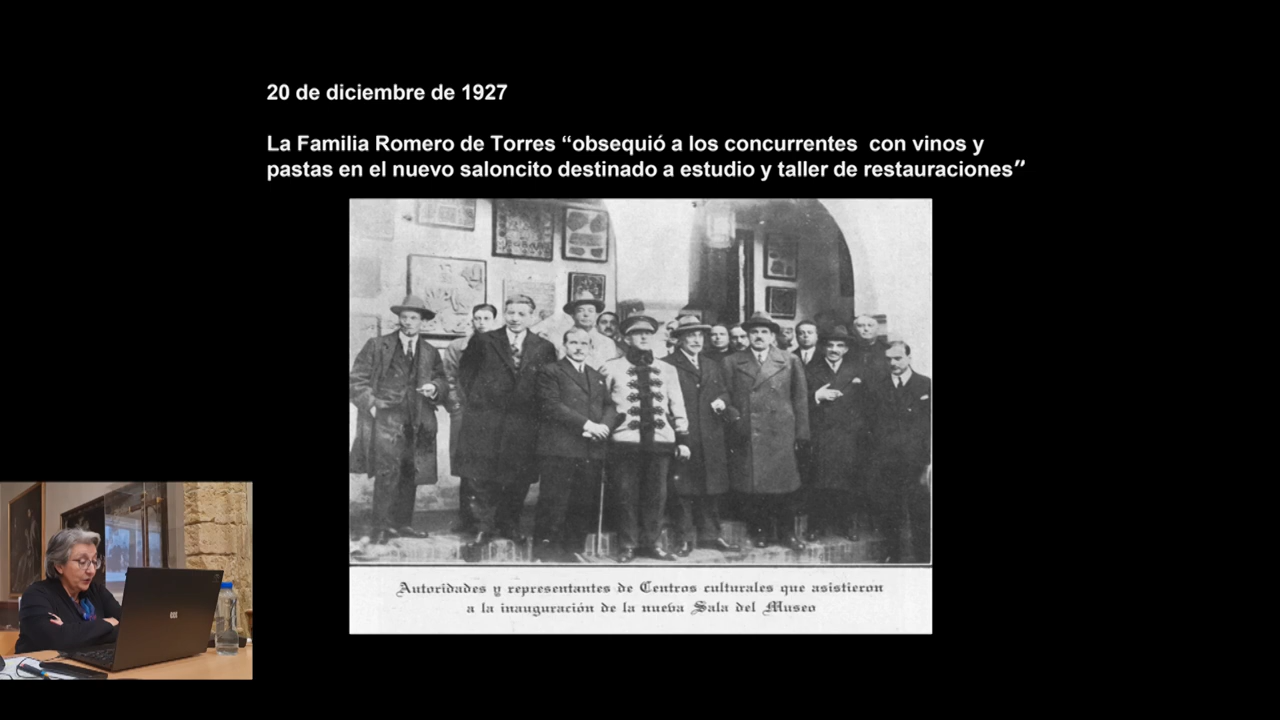 20 de diciembre de 1927
La Familia Romero de Torres “obsequió a los concurrentes con vinos y
pastas en el nuevo saloncito destinado a estudio y taller de restauraciones”
Autoridades y representantes de Centros culturales que asistieron
a la inauguración de la nueva Sala del Museo